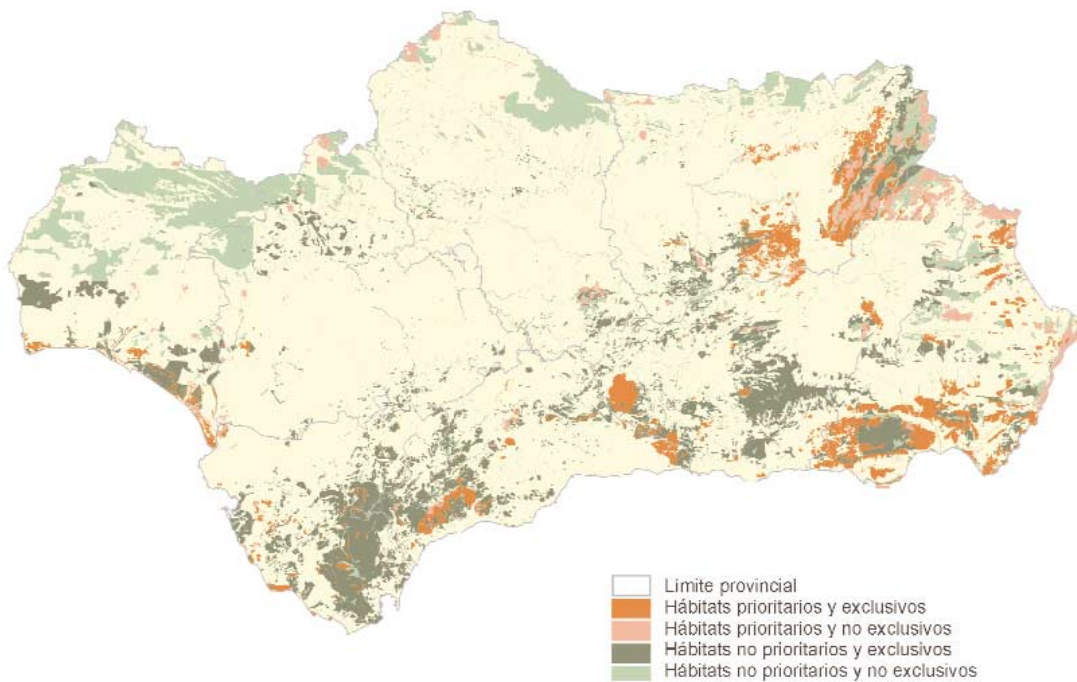 Límite provincial
Hábitats prioritarios y exclusivos
Hábitats prioritarios y no exclusivos
Hábitats no prioritarios y exclusivos
Hábitats no prioritarios y no exclusivos